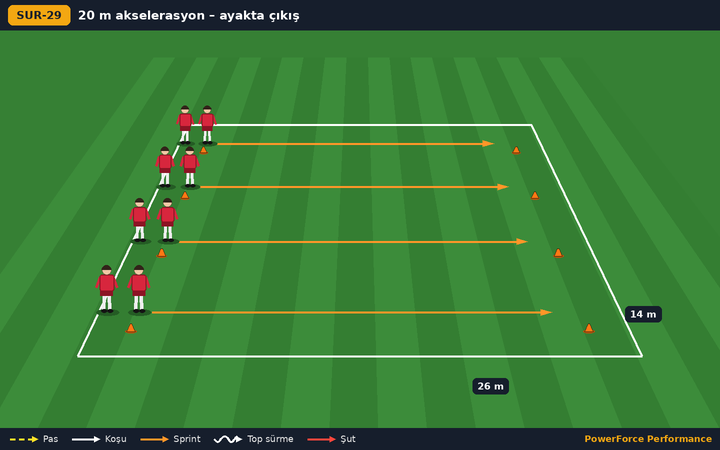 SUR-29 20 m akselerasyon – ayakta çıkış
14 m
26 m
Pas Koşu Sprint Top sürme Şut PowerForce Performance